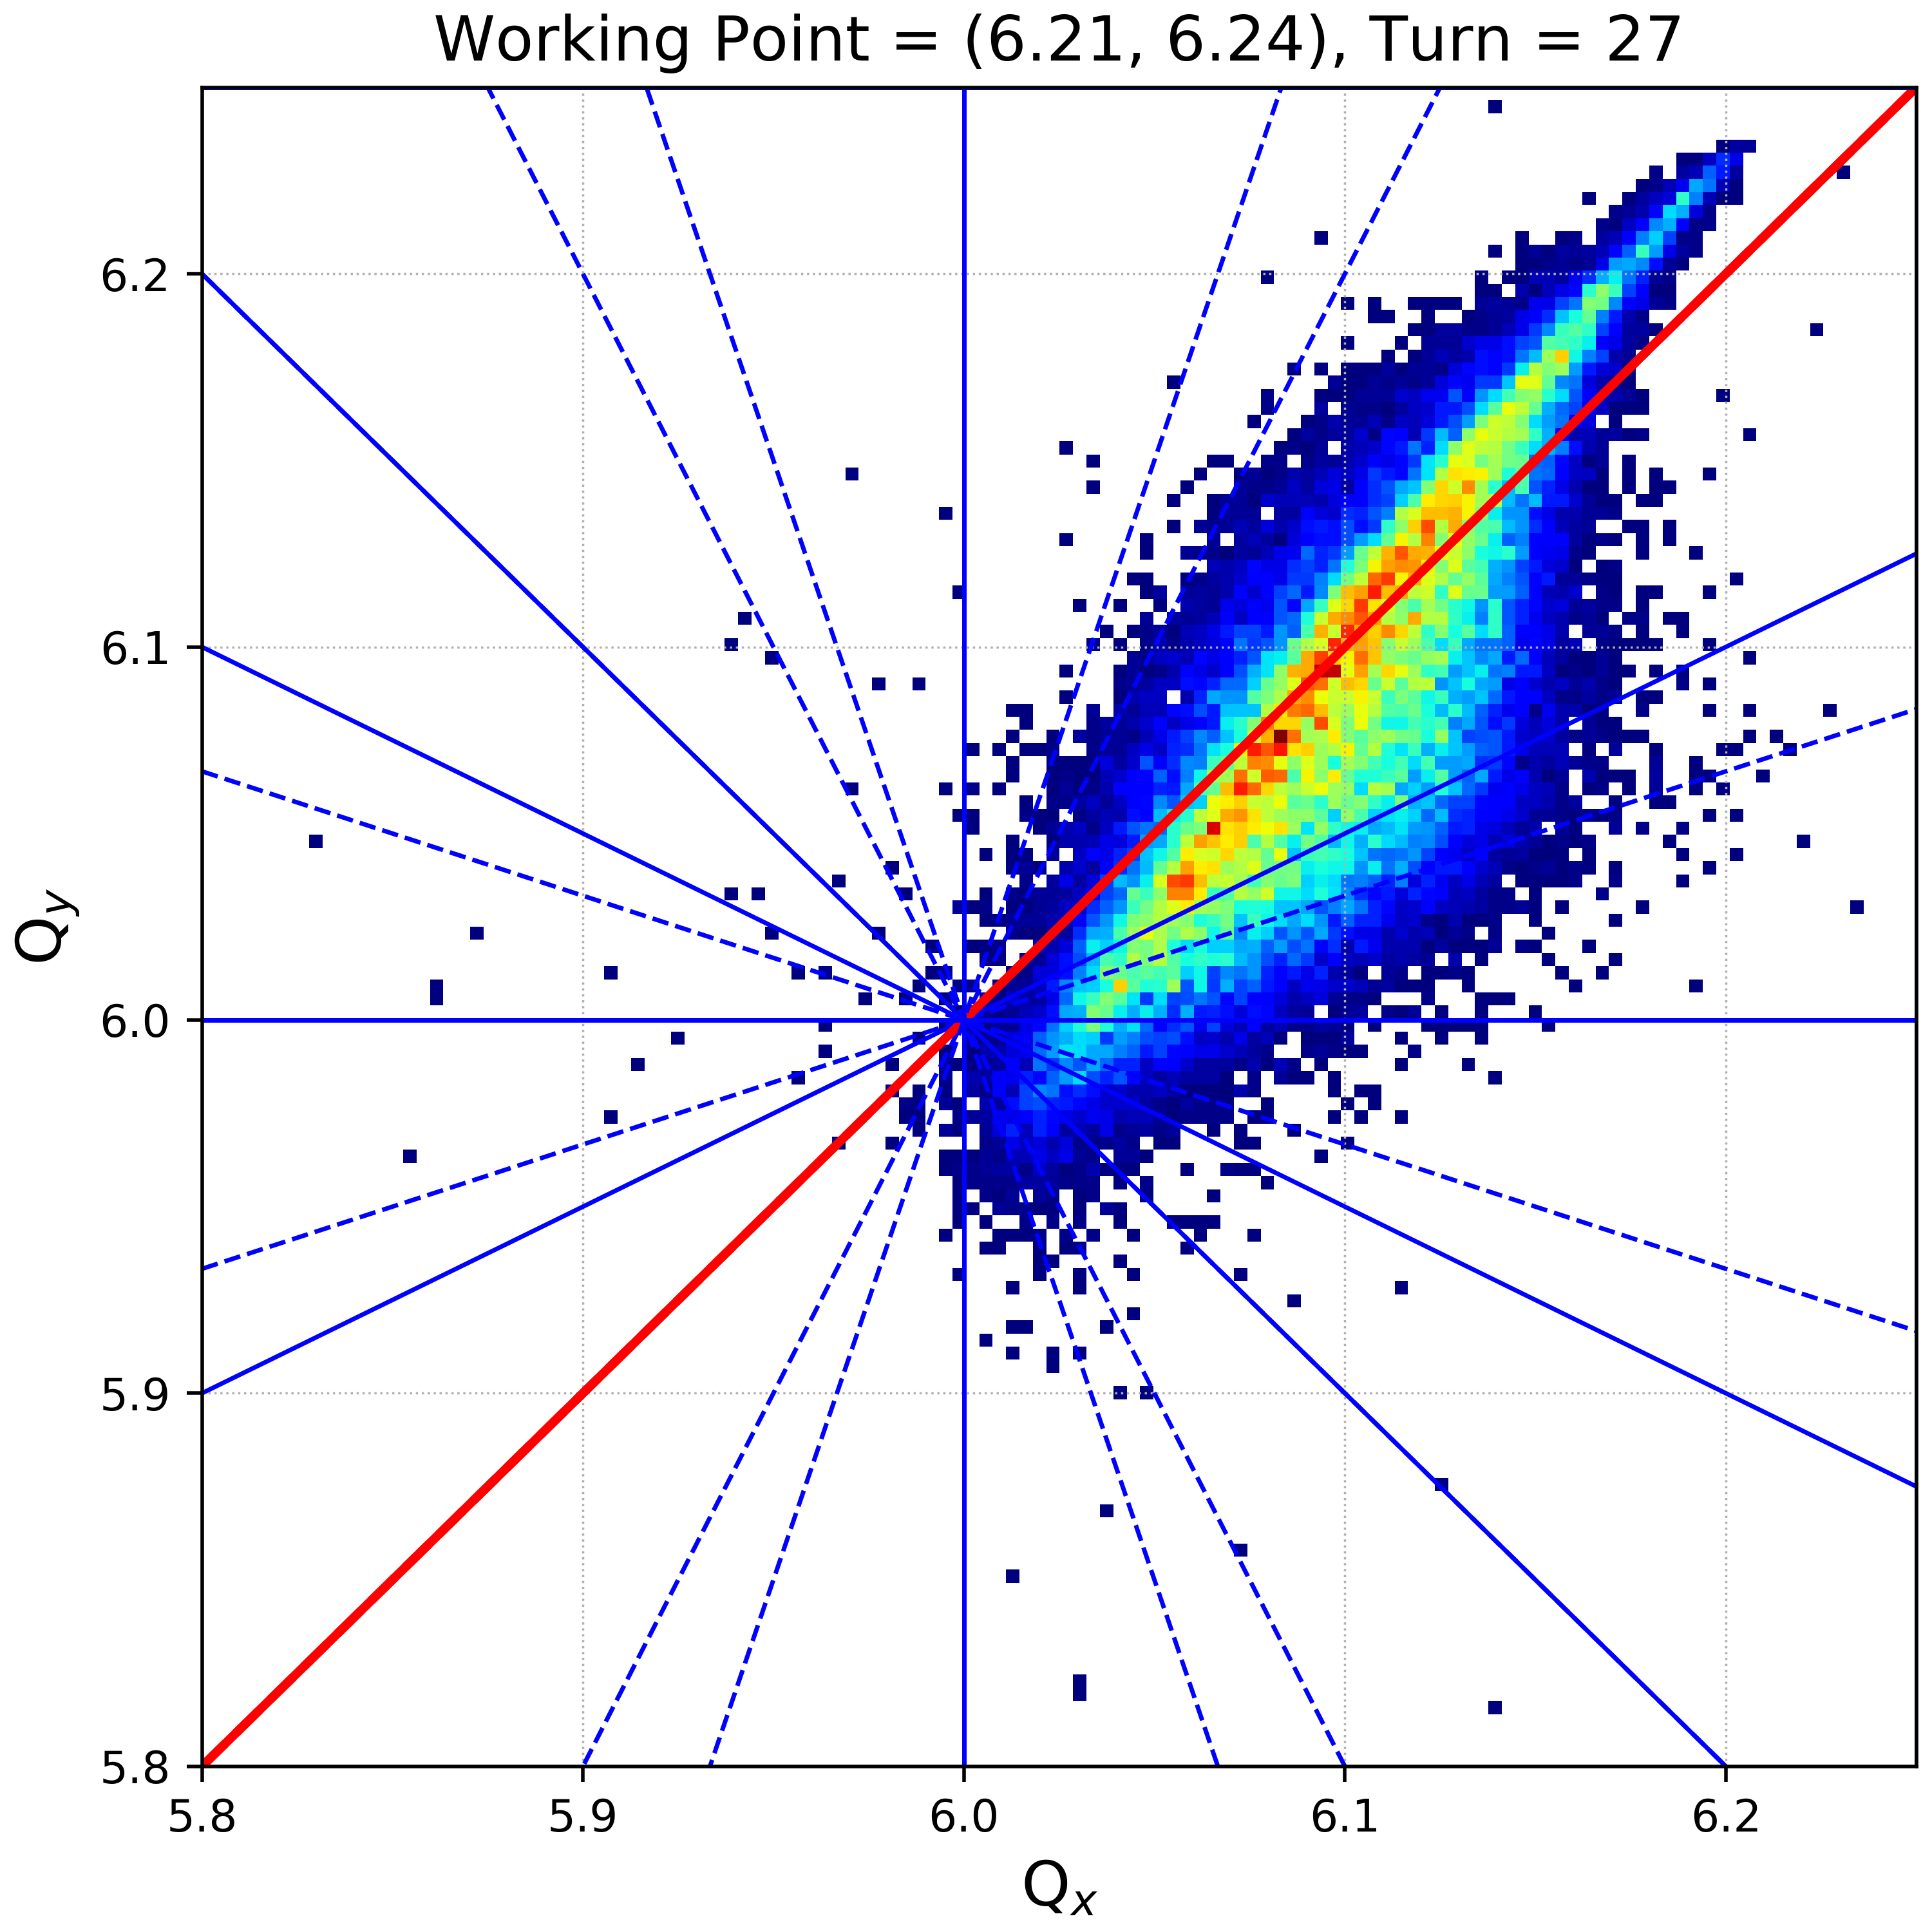 Working Point = (6.21, 6.24), Turn = 27
6.2
6.1
6.0
5.9
5.8
Qy
5.8 5.9 6.0 6.1 6.2
Qx